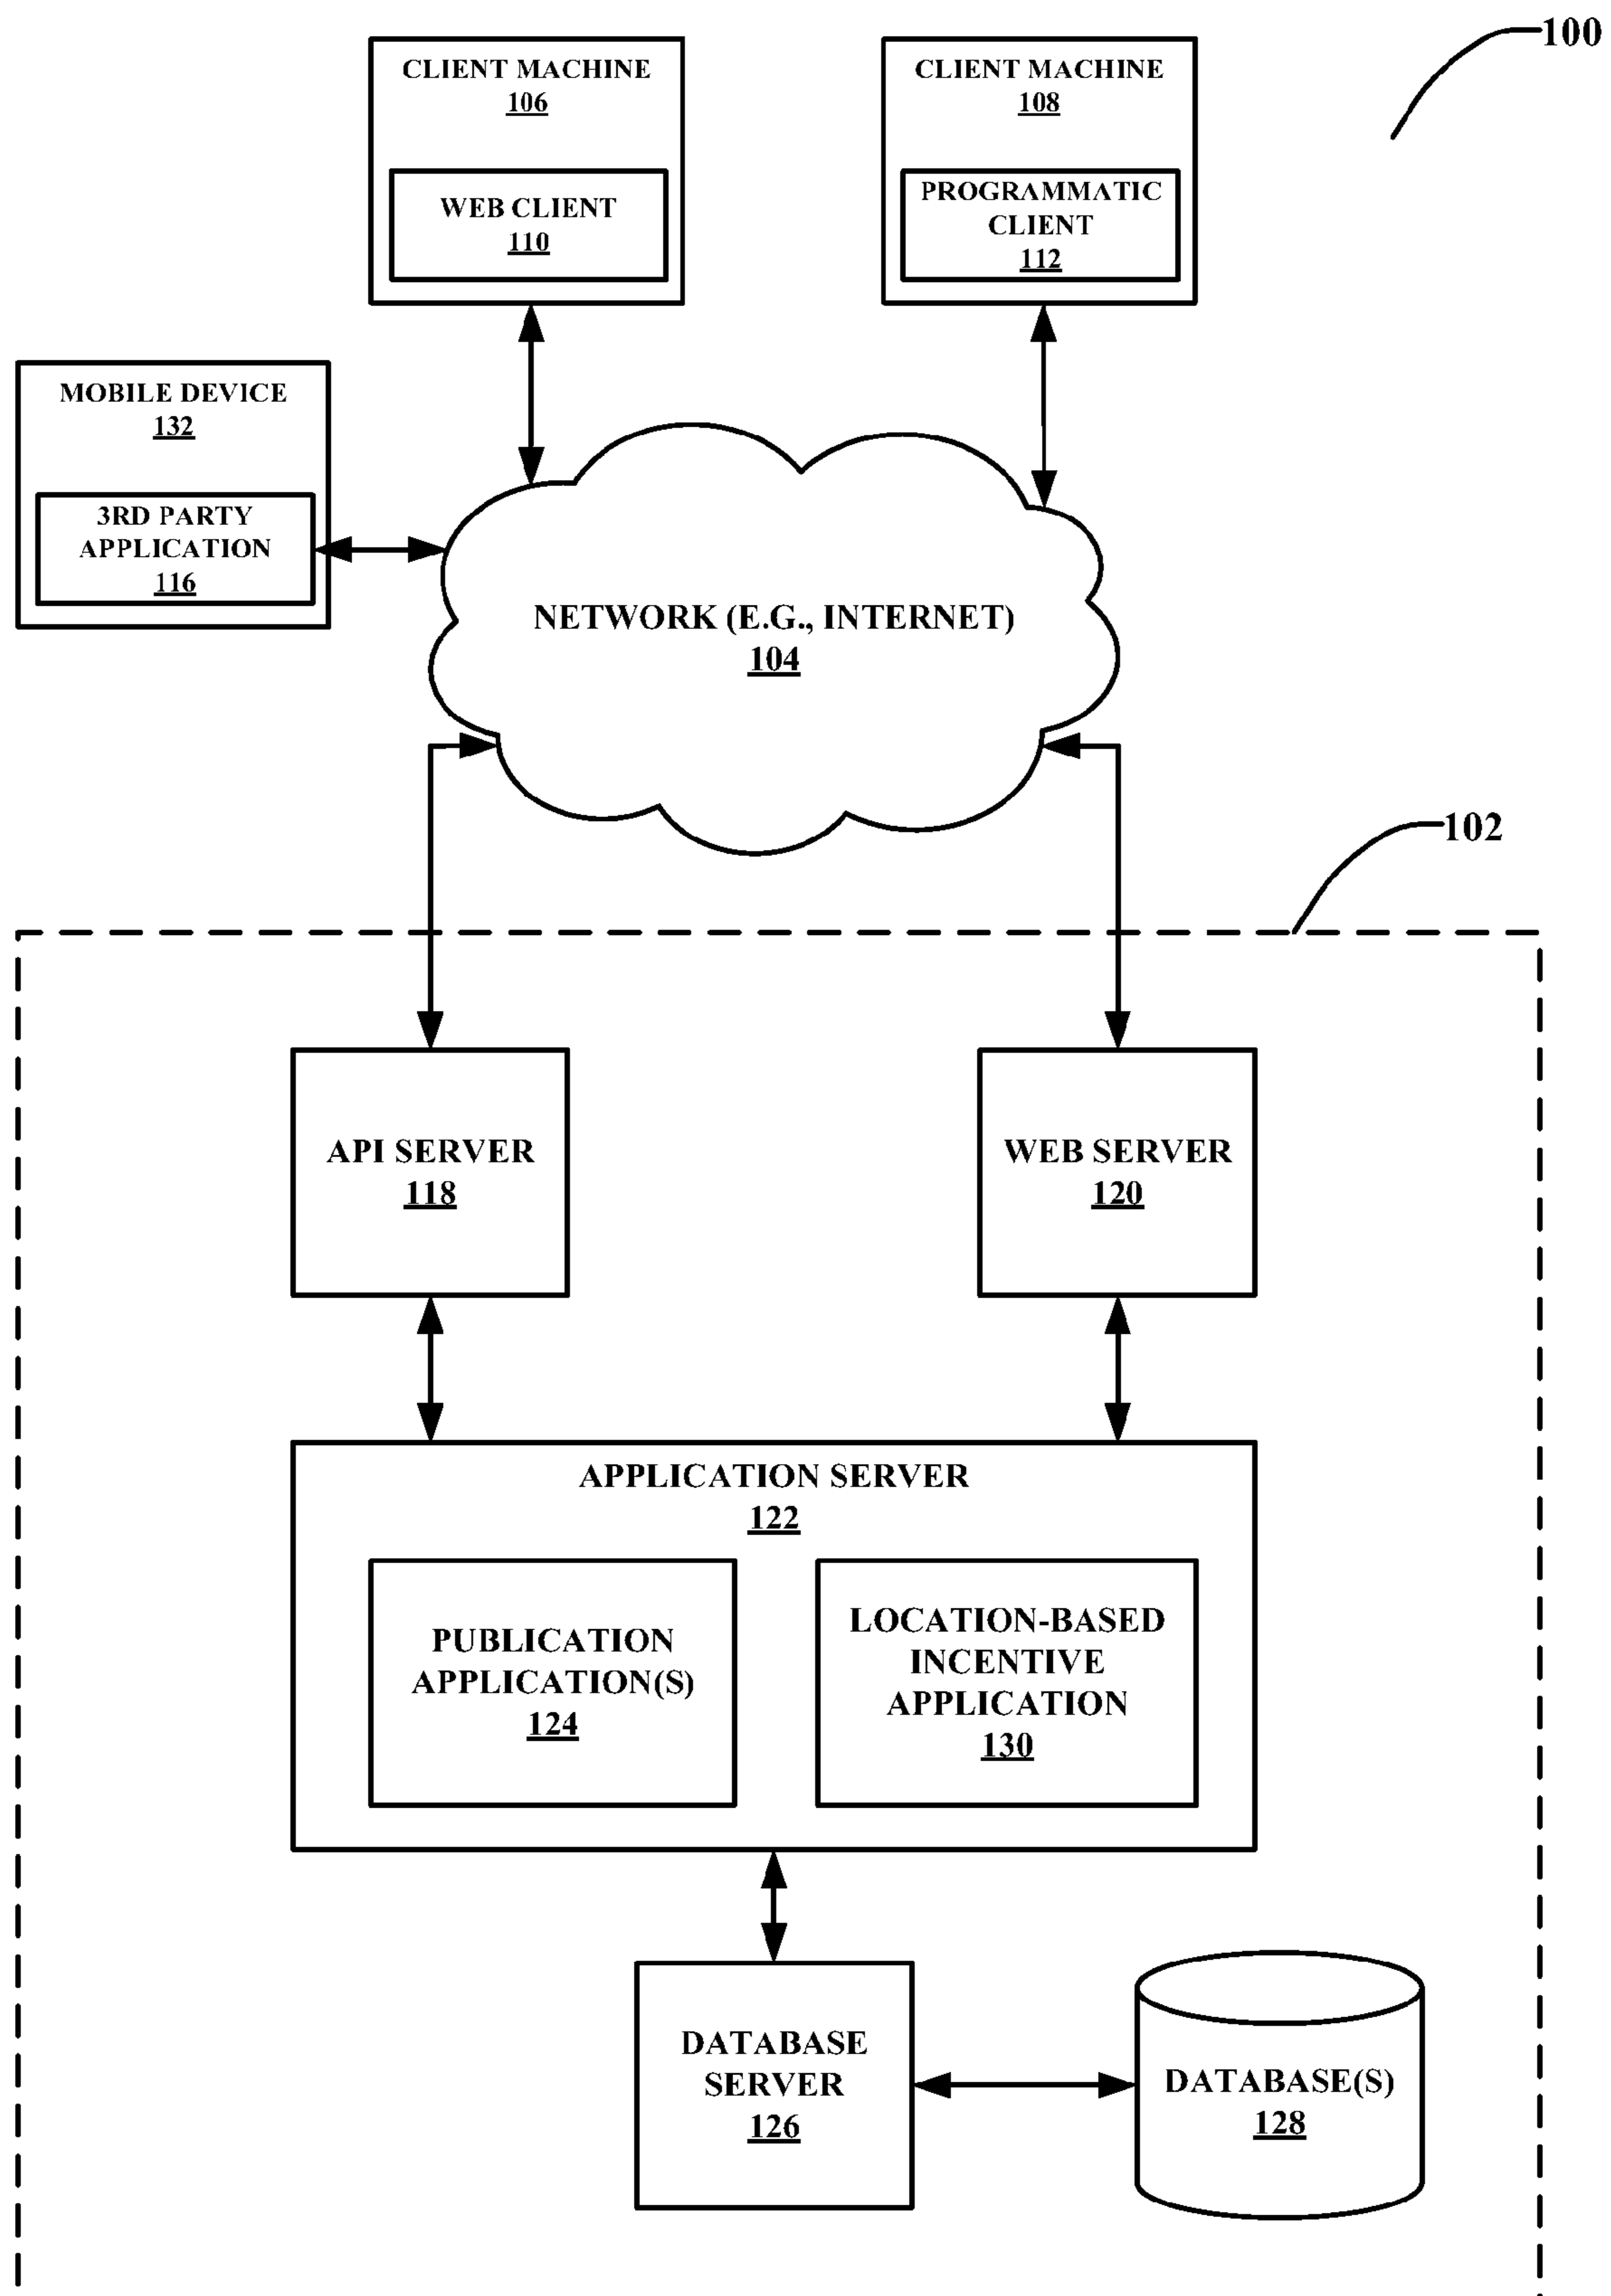 100
CLIENT MACHINE
106
WEB CLIENT
110
CLIENT MACHINE
108
PROGRAMMATIC
CLIENT
112
MOBILE DEVICE
132
3RD PARTY
APPLICATION
116
NETWORK (E.G., INTERNET)
104
102
API SERVER
118
WEB SERVER
120
APPLICATION SERVER
122
PUBLICATION
APPLICATION(S)
124
LOCATION-BASED
INCENTIVE
APPLICATION
130
DATABASE
SERVER
126
DATABASE(S)
128